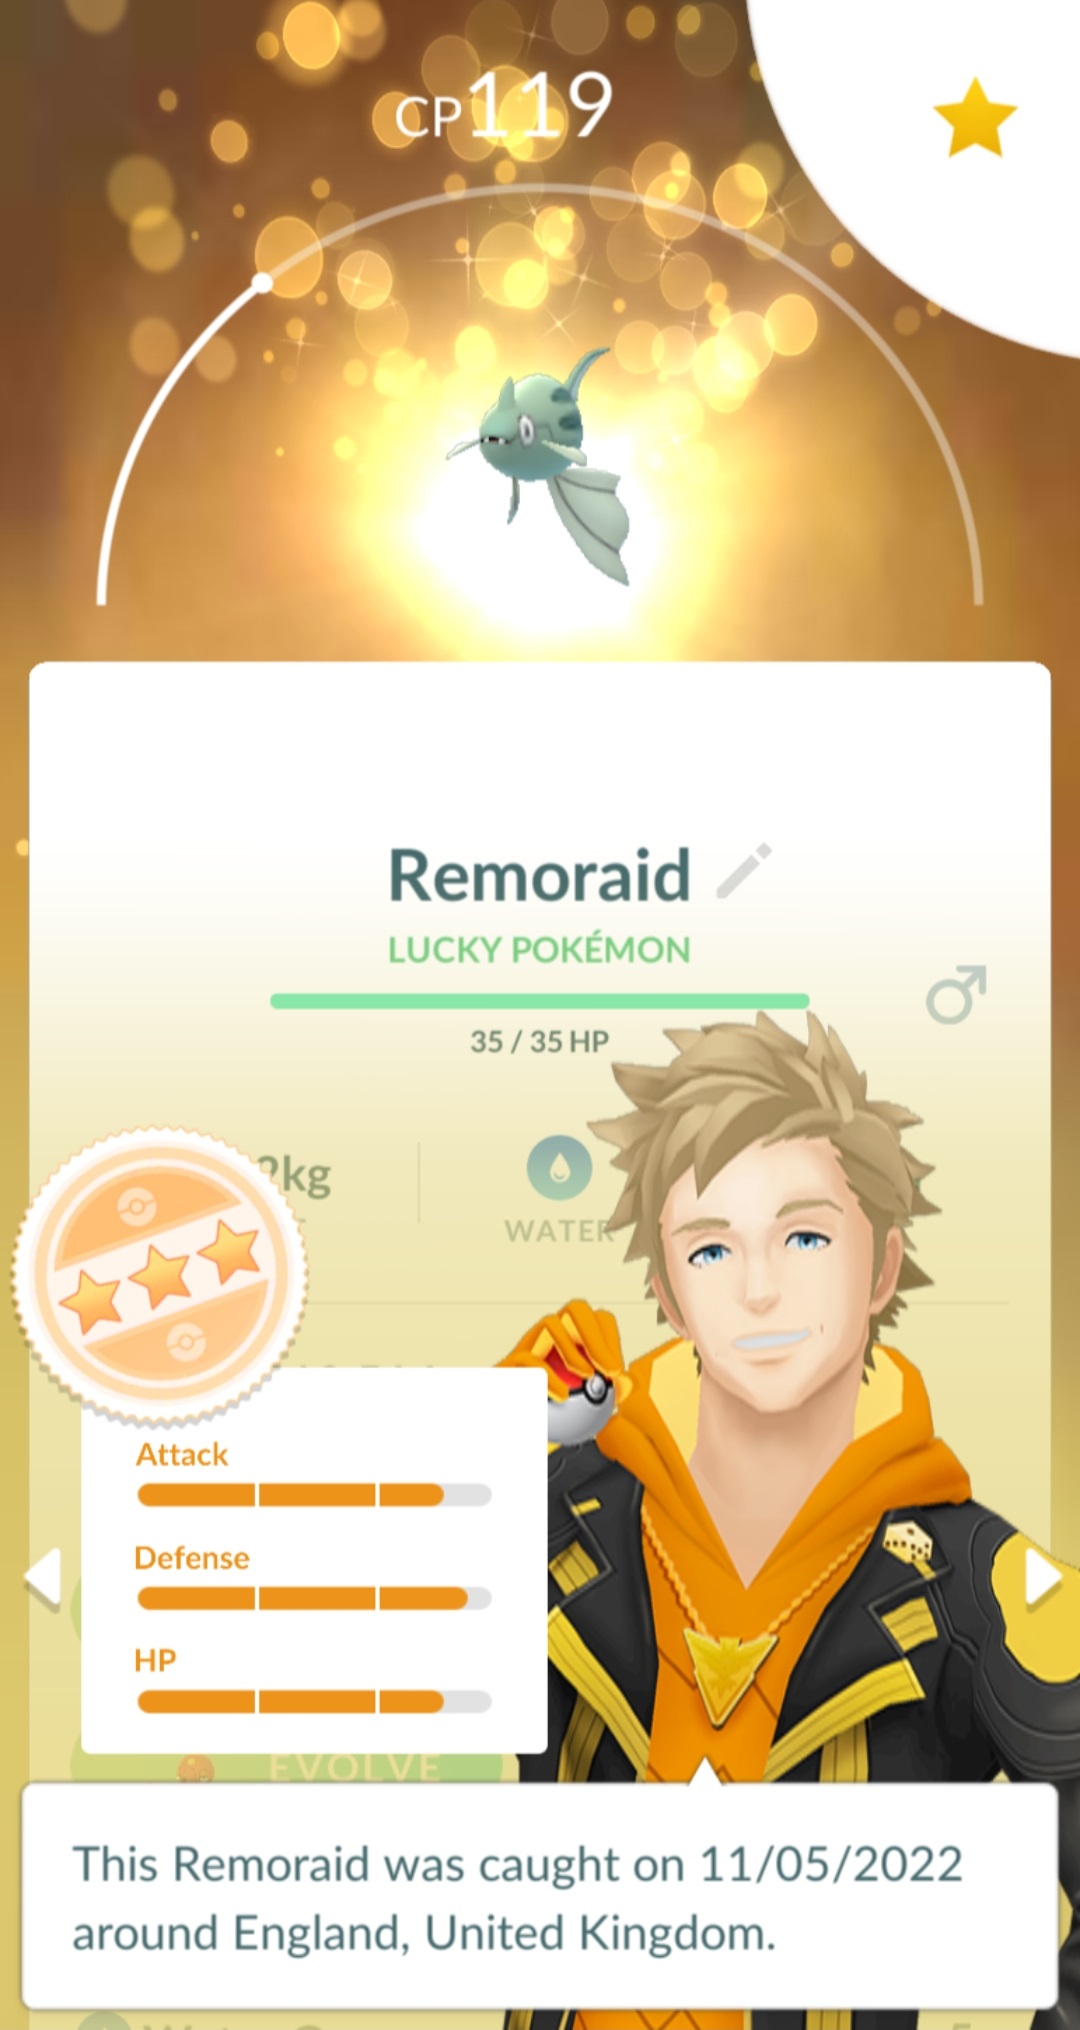 CP119
Remoraid
LUCKY POKÉMON
35 / 35 HP
kg
WATER
Attack
Defense
HP
EVOLVE
This Remoraid was caught on 11/05/2022
around England, United Kingdom.